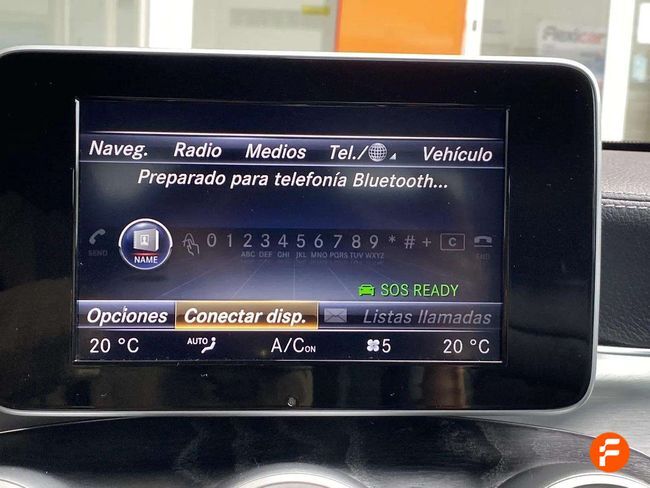 Flexicar
Naveg. Radio Medios Tel./ Vehículo
Preparado para telefonía Bluetooth...
0 1 2 3 4 5 6 7 8 9 * # + C
SEND NAME ABC DEF GHI JKL MNO PQRS TUV WXYZ END
SOS READY
Opciones Conectar disp. Listas llamadas
20 °C AUTO A/C ON 5 20 °C
F